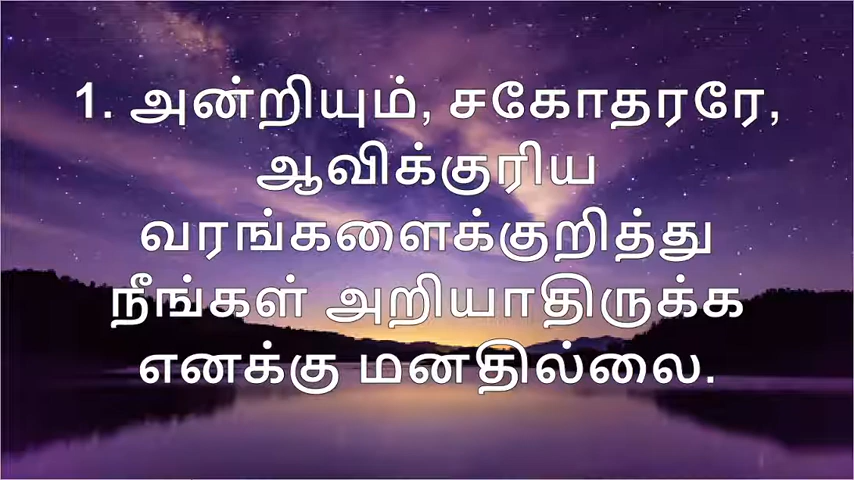 1. அன்றியும், சகோதரரே,
ஆவிக்குரிய
வரங்களைக்குறித்து
நீங்கள் அறியாதிருக்க
எனக்கு மனதில்லை.